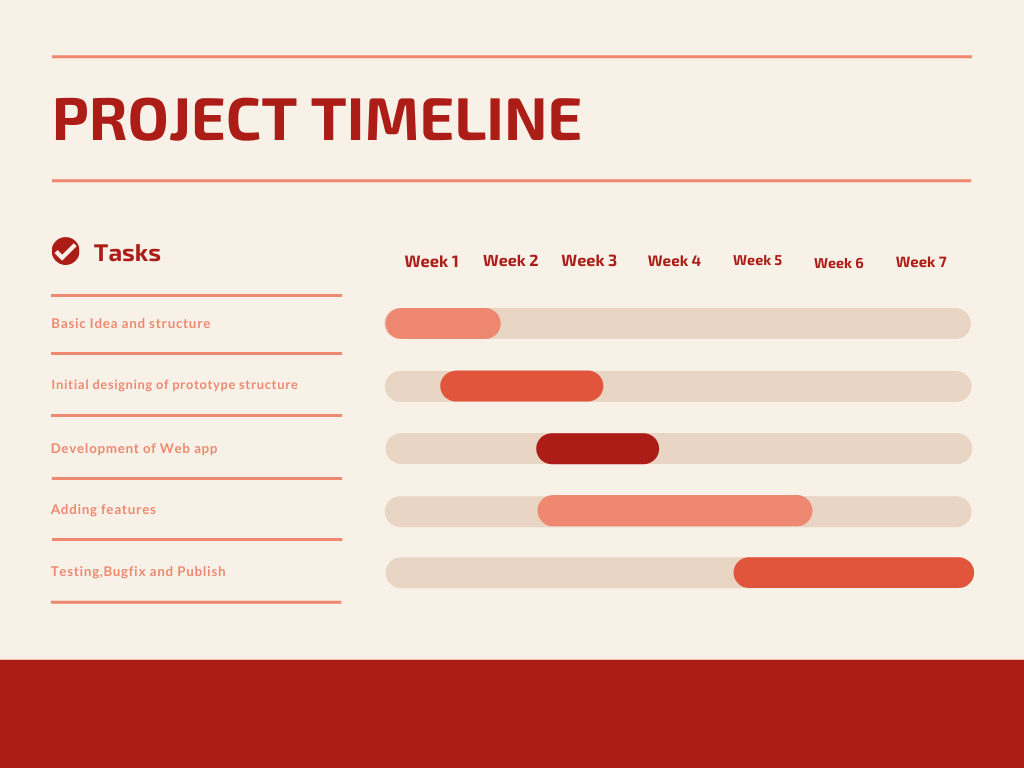 PROJECT TIMELINE
Tasks
Week 1 Week 2 Week 3 Week 4 Week 5 Week 6 Week 7
Basic Idea and structure
Initial designing of prototype structure
Development of Web app
Adding features
Testing,Bugfix and Publish